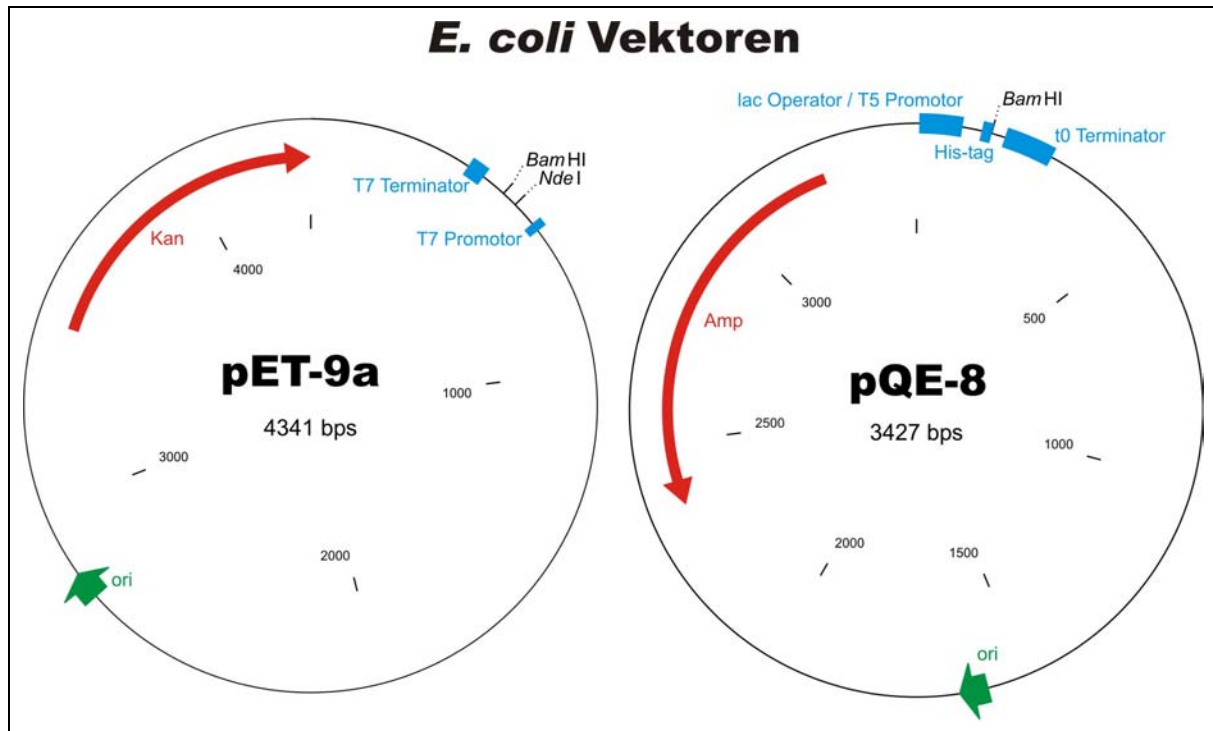 E. coli Vektoren
T7 Terminator
BamHI
NdeI
T7 Promotor
Kan
4000
pET-9a
4341 bps
1000
3000
2000
ori
lac Operator / T5 Promotor
BamHI
His-tag
t0 Terminator
Amp
3000
500
pQE-8
3427 bps
2500
1000
2000
1500
ori